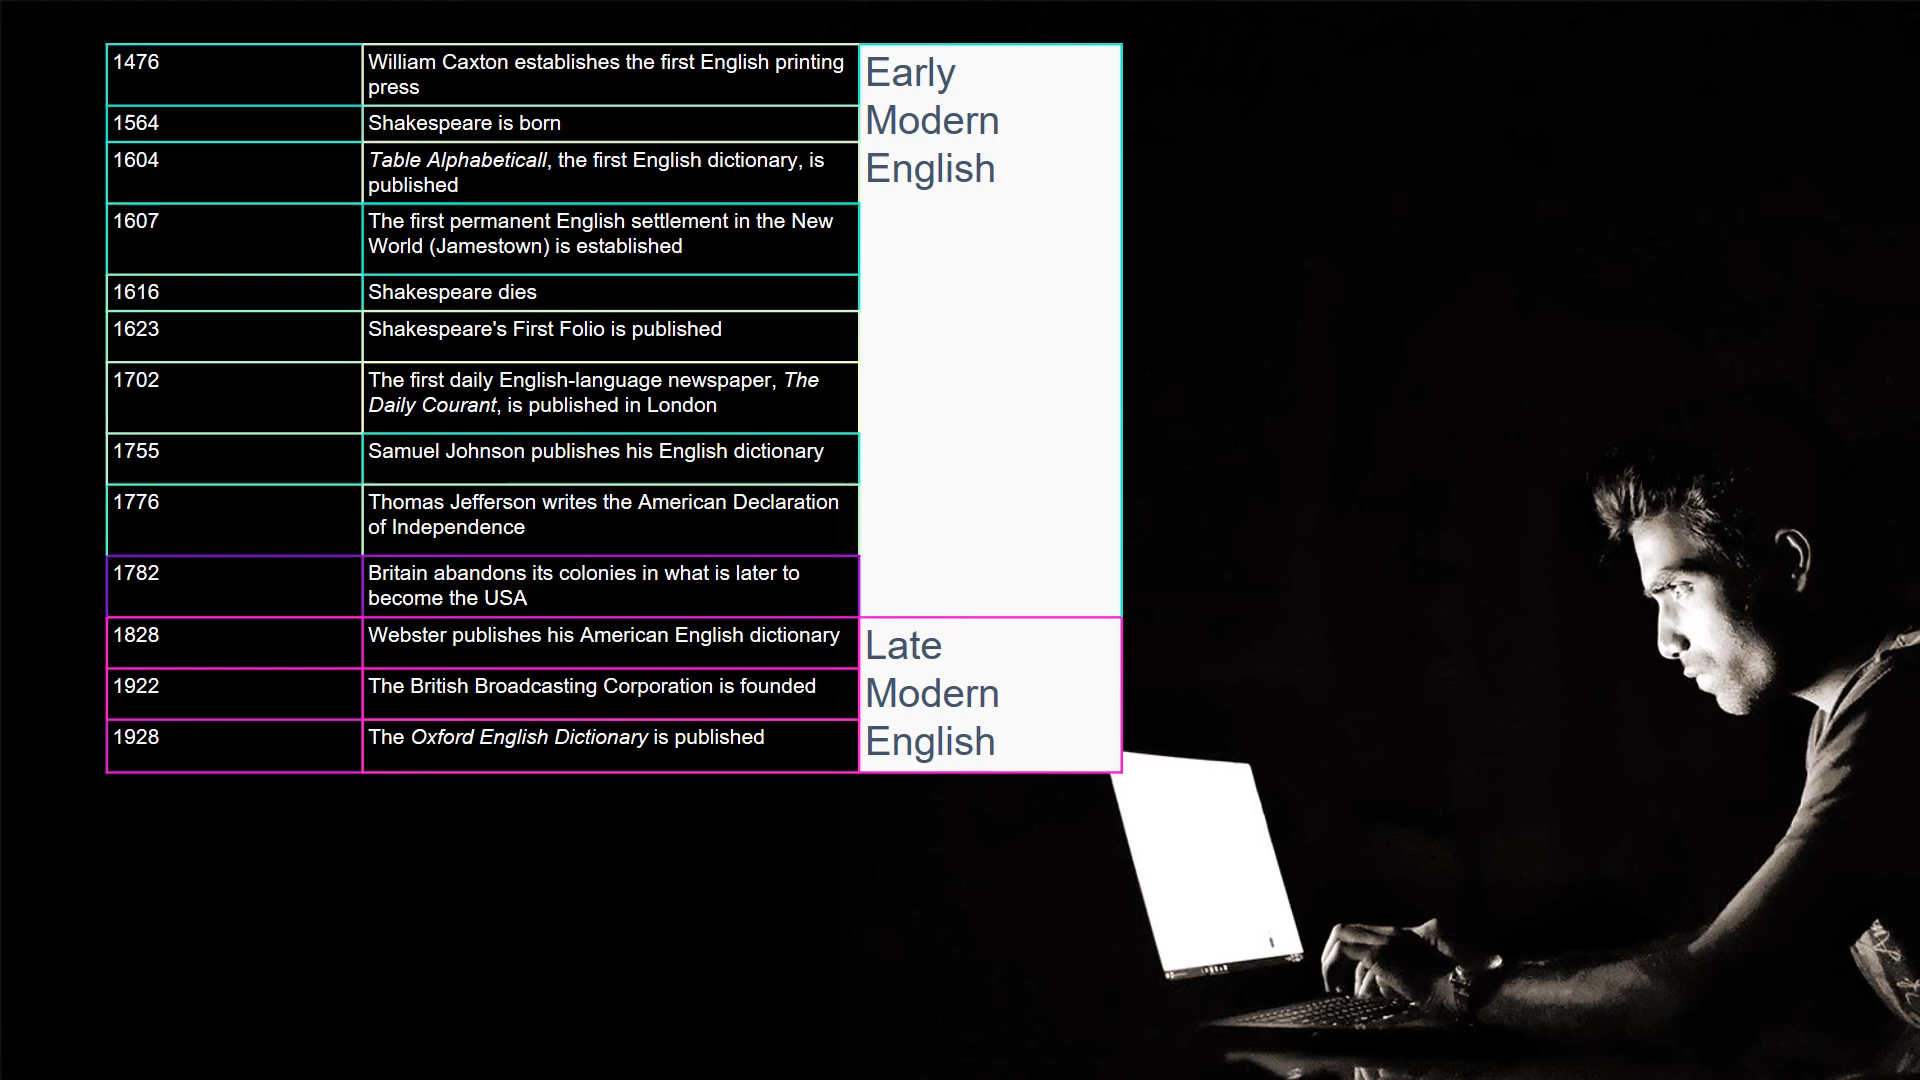 1476
William Caxton establishes the first English printing
press
Early
Modern
English
1564
Shakespeare is born
1604
Table Alphabeticall, the first English dictionary, is
published
1607
The first permanent English settlement in the New
World (Jamestown) is established
1616
Shakespeare dies
1623
Shakespeare's First Folio is published
1702
The first daily English-language newspaper, The
Daily Courant, is published in London
1755
Samuel Johnson publishes his English dictionary
1776
Thomas Jefferson writes the American Declaration
of Independence
1782
Britain abandons its colonies in what is later to
become the USA
1828
Webster publishes his American English dictionary
Late
Modern
English
1922
The British Broadcasting Corporation is founded
1928
The Oxford English Dictionary is published